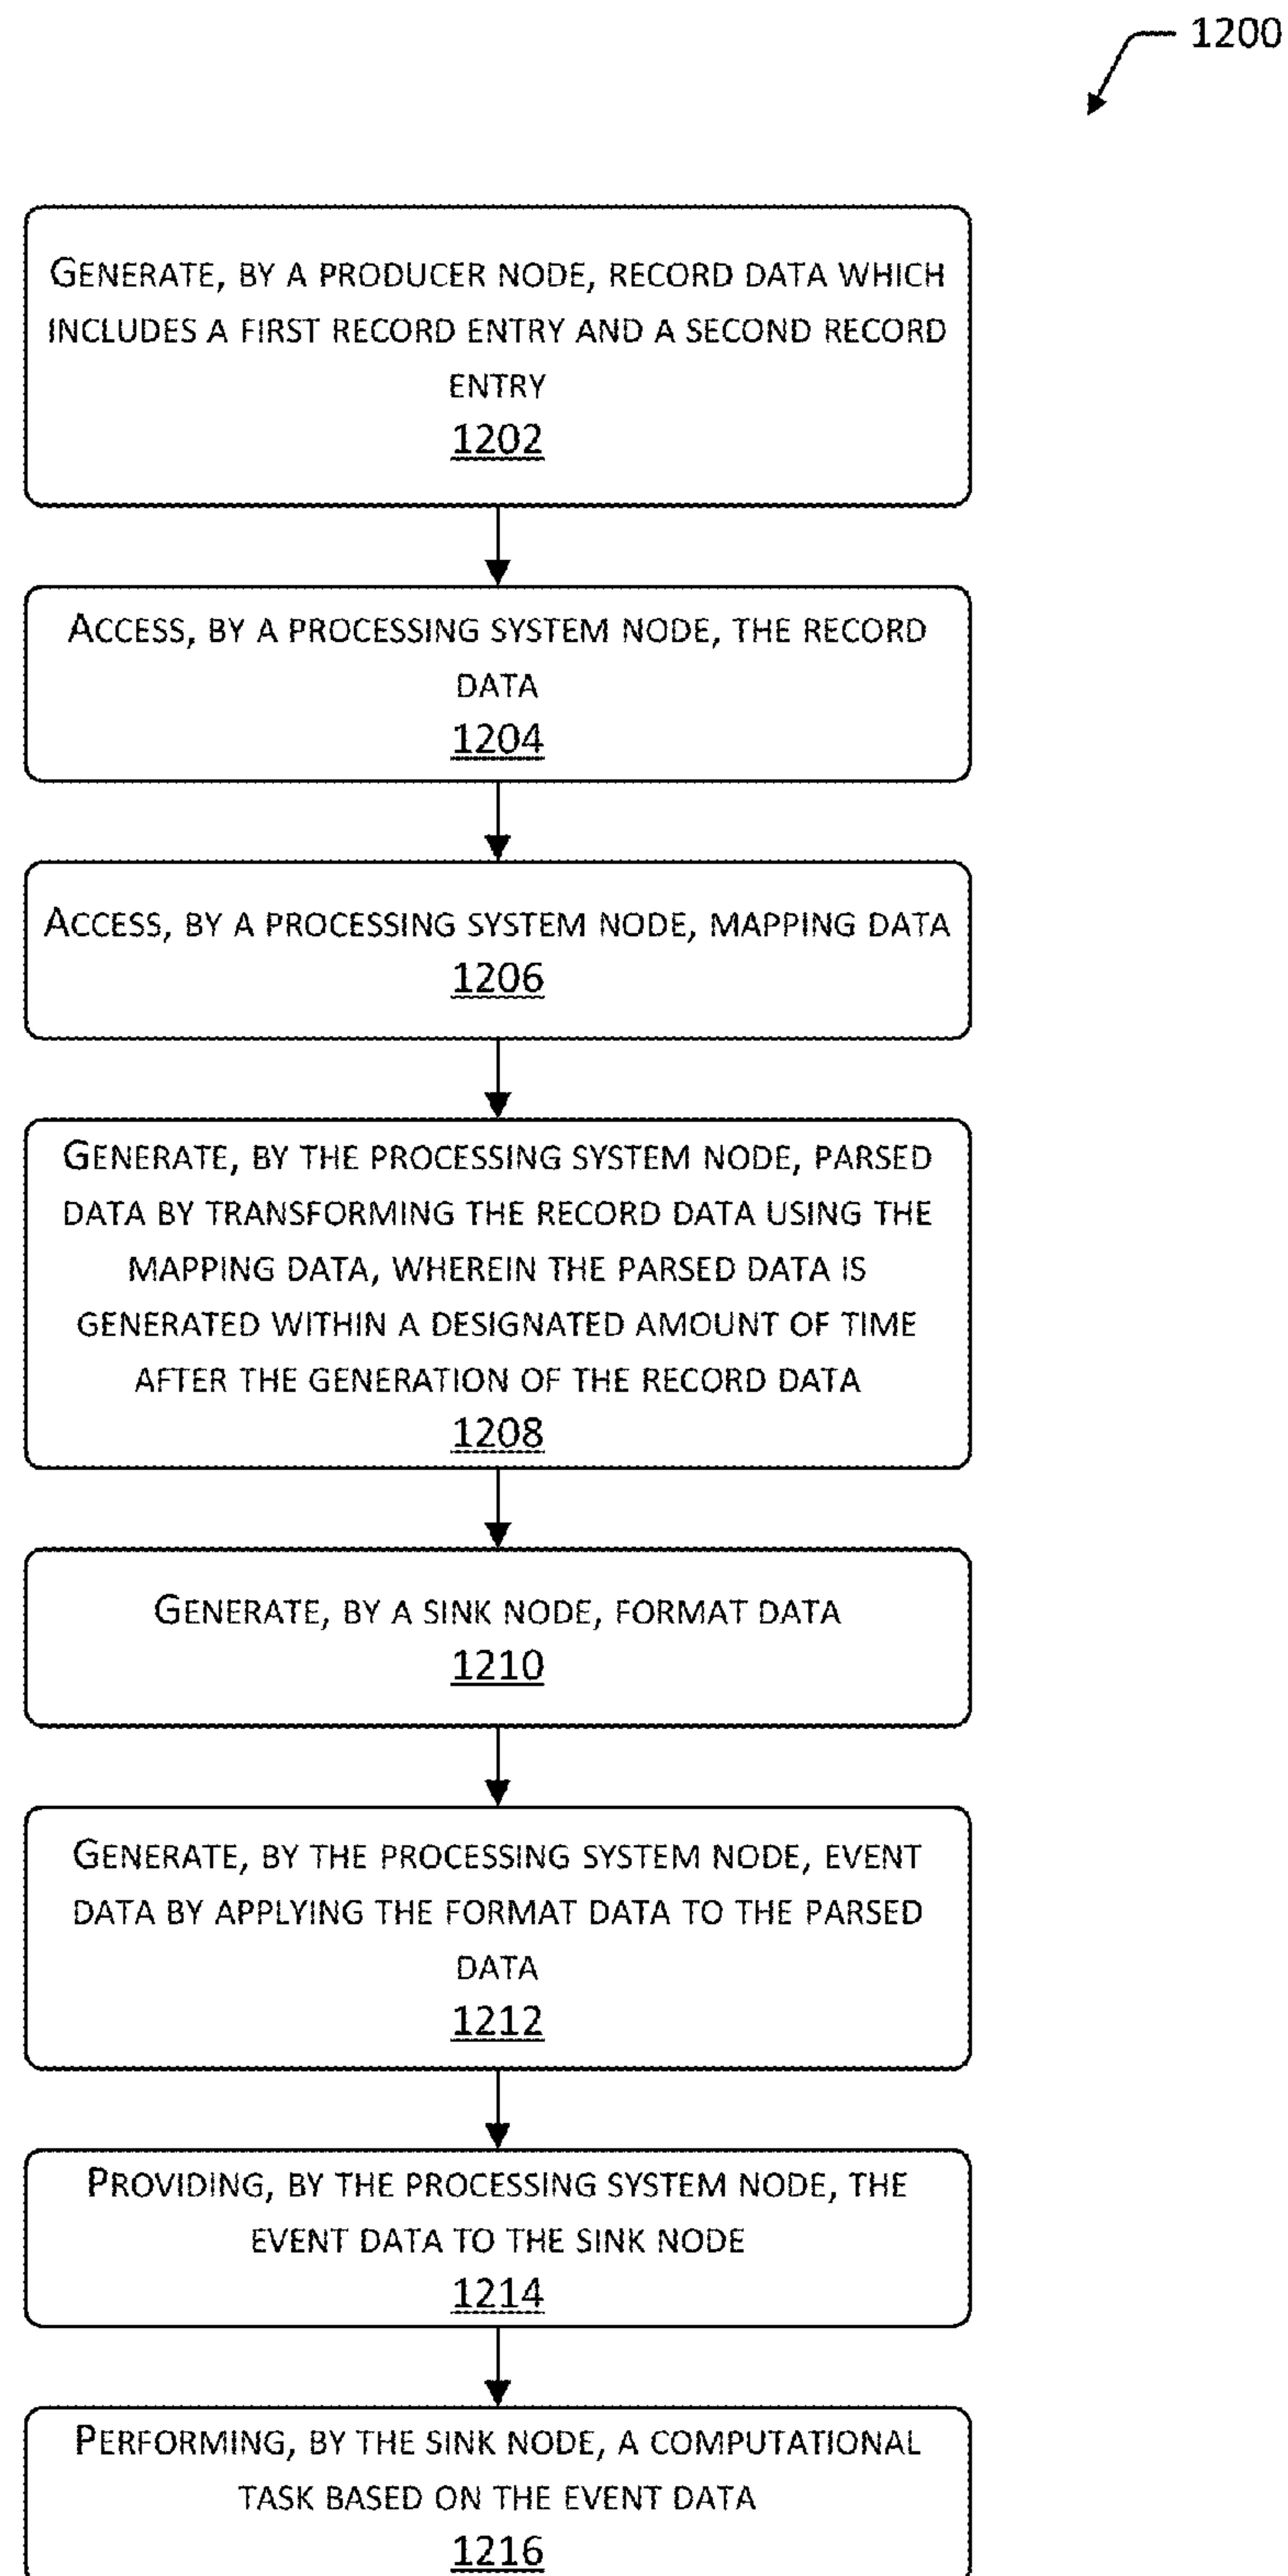 1200
GENERATE, BY A PRODUCER NODE, RECORD DATA WHICH
INCLUDES A FIRST RECORD ENTRY AND A SECOND RECORD
ENTRY
1202
ACCESS, BY A PROCESSING SYSTEM NODE, THE RECORD
DATA
1204
ACCESS, BY A PROCESSING SYSTEM NODE, MAPPING DATA
1206
GENERATE, BY THE PROCESSING SYSTEM NODE, PARSED
DATA BY TRANSFORMING THE RECORD DATA USING THE
MAPPING DATA, WHEREIN THE PARSED DATA IS
GENERATED WITHIN A DESIGNATED AMOUNT OF TIME
AFTER THE GENERATION OF THE RECORD DATA
1208
GENERATE, BY A SINK NODE, FORMAT DATA
1210
GENERATE, BY THE PROCESSING SYSTEM NODE, EVENT
DATA BY APPLYING THE FORMAT DATA TO THE PARSED
DATA
1212
PROVIDING, BY THE PROCESSING SYSTEM NODE, THE
EVENT DATA TO THE SINK NODE
1214
PERFORMING, BY THE SINK NODE, A COMPUTATIONAL
TASK BASED ON THE EVENT DATA
1216